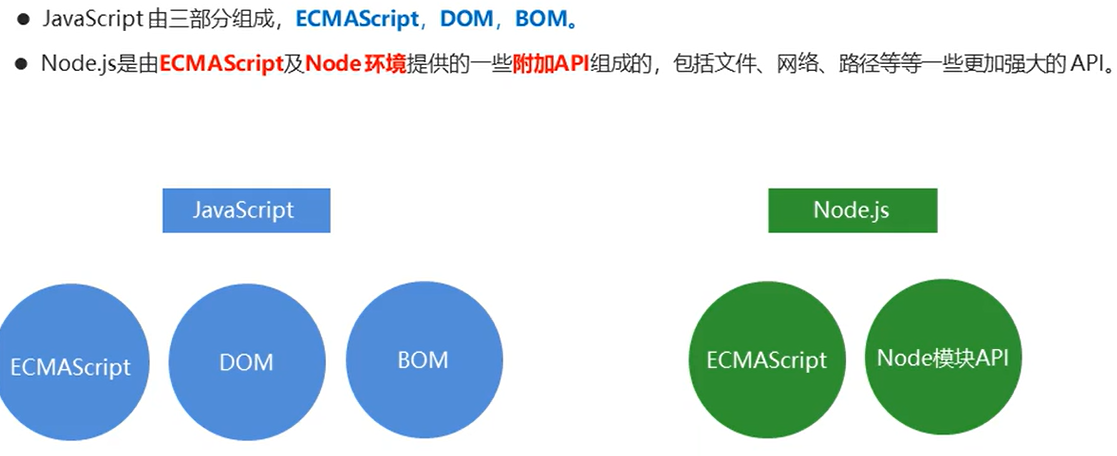 ● JavaScript 由三部分组成，ECMAScript，DOM，BOM。
● Node.js是由ECMAScript及Node 环境提供的一些附加API组成的，包括文件、网络、路径等等一些更加强大的 API。
JavaScript
Node.js
ECMAScript
DOM
BOM
ECMAScript
Node模块API